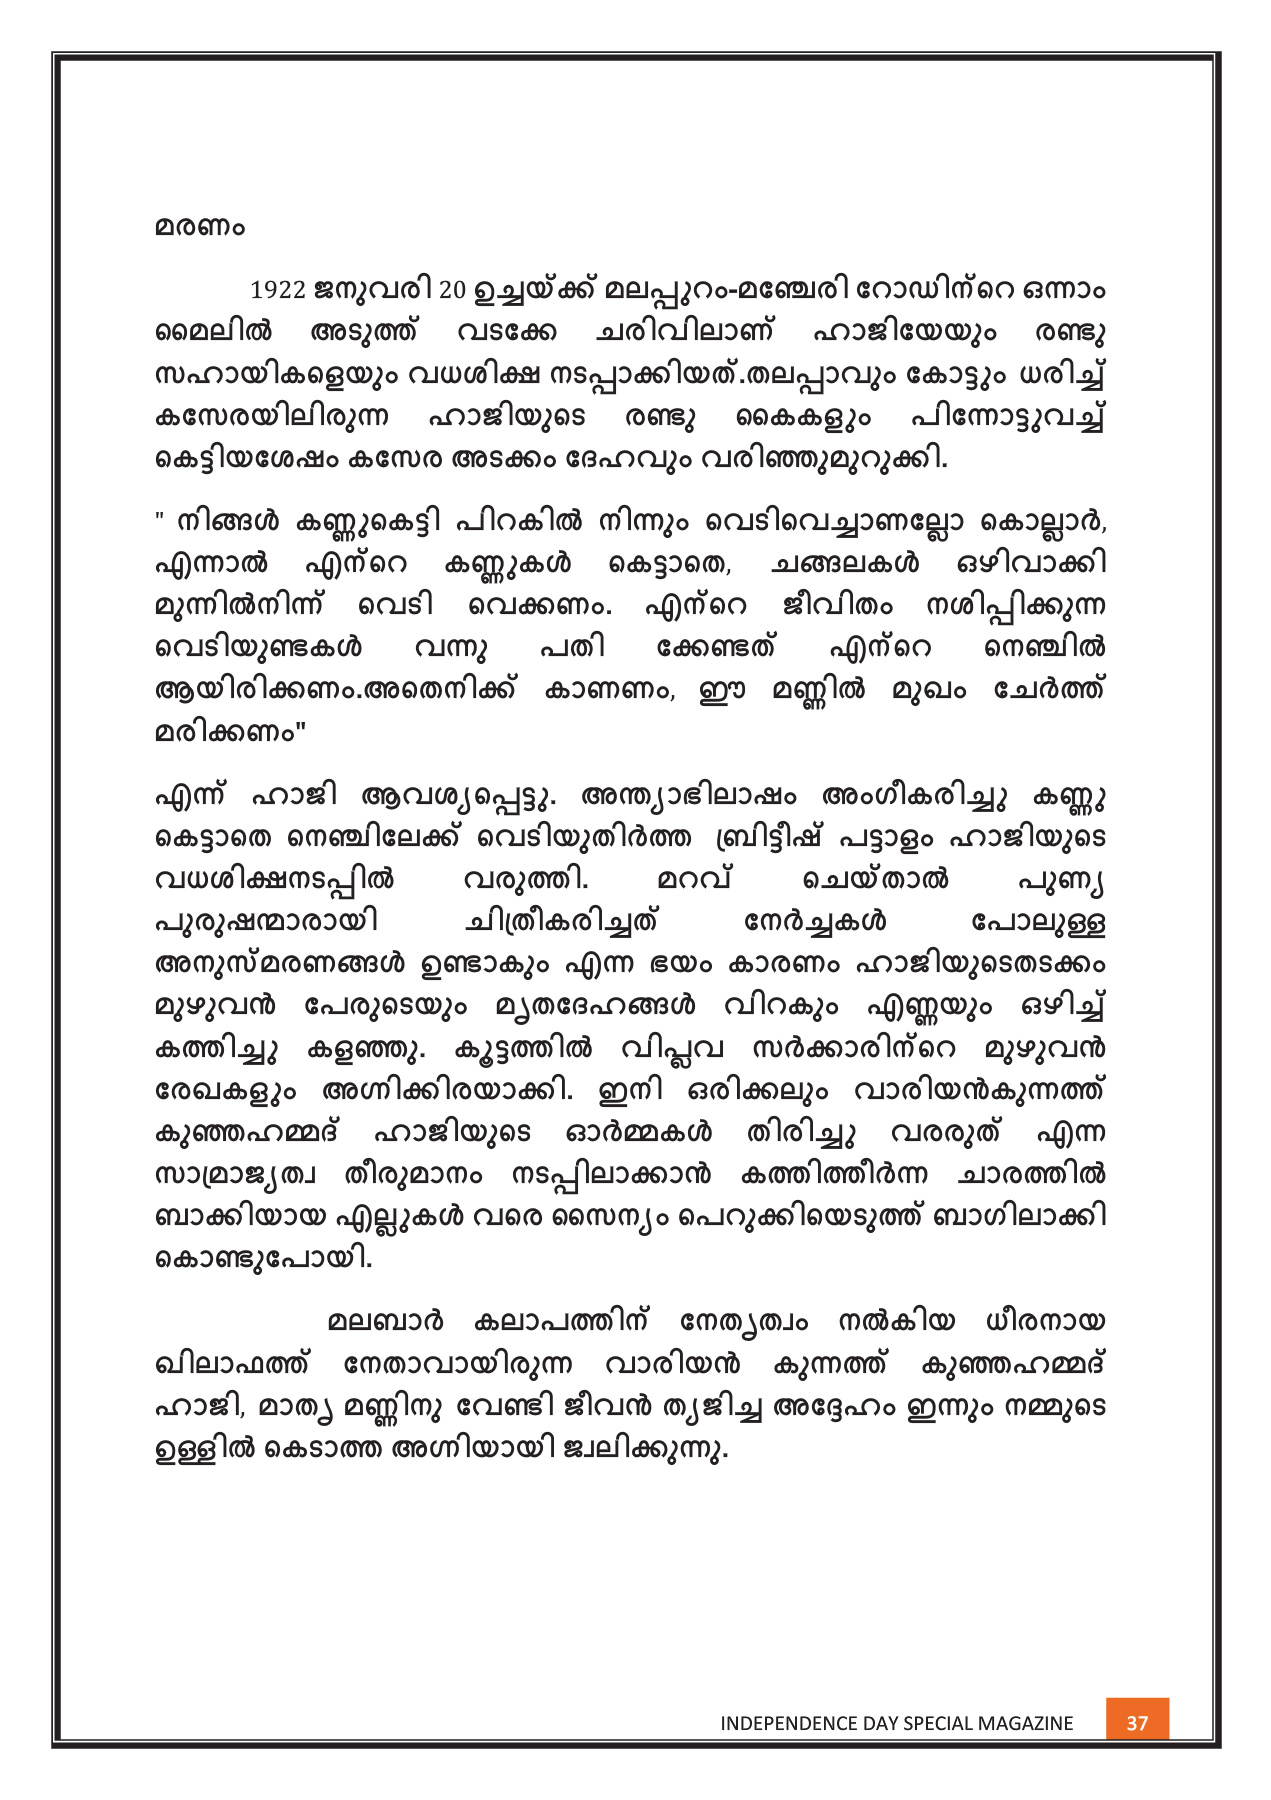 മരണം
1922 ജനുവരി 20 ഉച്ചയ്ക്ക് മലപ്പുറം-മഞ്ചേരി റോഡിന്റെ ഒന്നാം
മൈലിൽ അടുത്ത് വടക്കേ ചരിവിലാണ് ഹാജിയേയും രണ്ടു
സഹായികളെയും വധശിക്ഷ നടപ്പാക്കിയത്.തലപ്പാവും കോട്ടും ധരിച്ച്
കസേരയിലിരുന്ന ഹാജിയുടെ രണ്ടു കൈകളും പിന്നോട്ടുവച്ച്
കെട്ടിയശേഷം കസേര അടക്കം ദേഹവും വരിഞ്ഞുമുറുക്കി.
" നിങ്ങൾ കണ്ണുകെട്ടി പിറകിൽ നിന്നും വെടിവെച്ചാണല്ലോ കൊല്ലാർ,
എന്നാൽ എന്റെ കണ്ണുകൾ കെട്ടാതെ, ചങ്ങലകൾ ഒഴിവാക്കി
മുന്നിൽനിന്ന് വെടി വെക്കണം. എന്റെ ജീവിതം നശിപ്പിക്കുന്ന
വെടിയുണ്ടകൾ വന്നു പതി ക്കേണ്ടത് എന്റെ നെഞ്ചിൽ
ആയിരിക്കണം.അതെനിക്ക് കാണണം, ഈ മണ്ണിൽ മുഖം ചേർത്ത്
മരിക്കണം"
എന്ന് ഹാജി ആവശ്യപ്പെട്ടു. അന്ത്യാഭിലാഷം അംഗീകരിച്ചു കണ്ണു
കെട്ടാതെ നെഞ്ചിലേക്ക് വെടിയുതിർത്ത ബ്രിട്ടീഷ് പട്ടാളം ഹാജിയുടെ
വധശിക്ഷനടപ്പിൽ വരുത്തി. മറവ് ചെയ്താൽ പുണ്യ
പുരുഷന്മാരായി ചിത്രീകരിച്ചത് നേർച്ചകൾ പോലുള്ള
അനുസ്മരണങ്ങൾ ഉണ്ടാകും എന്ന ഭയം കാരണം ഹാജിയുടെതടക്കം
മുഴുവൻ പേരുടെയും മൃതദേഹങ്ങൾ വിറകും എണ്ണയും ഒഴിച്ച്
കത്തിച്ചു കളഞ്ഞു. കൂട്ടത്തിൽ വിപ്ലവ സർക്കാരിന്റെ മുഴുവൻ
രേഖകളും അഗ്നിക്കിരയാക്കി. ഇനി ഒരിക്കലും വാരിയൻകുന്നത്ത്
കുഞ്ഞഹമ്മദ് ഹാജിയുടെ ഓർമ്മകൾ തിരിച്ചു വരരുത് എന്ന
സാമ്രാജ്യത്വ തീരുമാനം നടപ്പിലാക്കാൻ കത്തിത്തീർന്ന ചാരത്തിൽ
ബാക്കിയായ എല്ലുകൾ വരെ സൈന്യം പെറുക്കിയെടുത്ത് ബാഗിലാക്കി
കൊണ്ടുപോയി.
മലബാർ കലാപത്തിന് നേതൃത്വം നൽകിയ ധീരനായ
ഖിലാഫത്ത് നേതാവായിരുന്ന വാരിയൻ കുന്നത്ത് കുഞ്ഞഹമ്മദ്
ഹാജി, മാതൃ മണ്ണിനു വേണ്ടി ജീവൻ ത്യജിച്ച അദ്ദേഹം ഇന്നും നമ്മുടെ
ഉള്ളിൽ കെടാത്ത അഗ്നിയായി ജ്വലിക്കുന്നു.
INDEPENDENCE DAY SPECIAL MAGAZINE 37